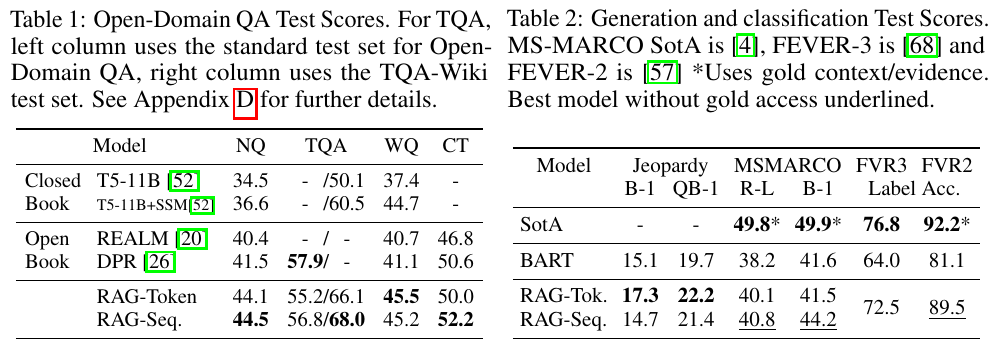 Table 1: Open-Domain QA Test Scores. For TQA,
left column uses the standard test set for Open-
Domain QA, right column uses the TQA-Wiki
test set. See Appendix D for further details.
Model NQ TQA WQ CT
Closed T5-11B [52] 34.5 - /50.1 37.4 -
Book T5-11B+SSM[52] 36.6 - /60.5 44.7 -
Open REALM [20] 40.4 - / - 40.7 46.8
Book DPR [26] 41.5 57.9/ - 41.1 50.6
RAG-Token 44.1 55.2/66.1 45.5 50.0
RAG-Seq. 44.5 56.8/68.0 45.2 52.2
Table 2: Generation and classification Test Scores.
MS-MARCO SotA is [4], FEVER-3 is [68] and
FEVER-2 is [57] *Uses gold context/evidence.
Best model without gold access underlined.
Model Jeopardy MSMARCO FVR3 FVR2
B-1 QB-1 R-L B-1 Label Acc.
SotA - - 49.8* 49.9* 76.8 92.2*
BART 15.1 19.7 38.2 41.6 64.0 81.1
RAG-Tok. 17.3 22.2 40.1 41.5 72.5 89.5
RAG-Seq. 14.7 21.4 40.8 44.2